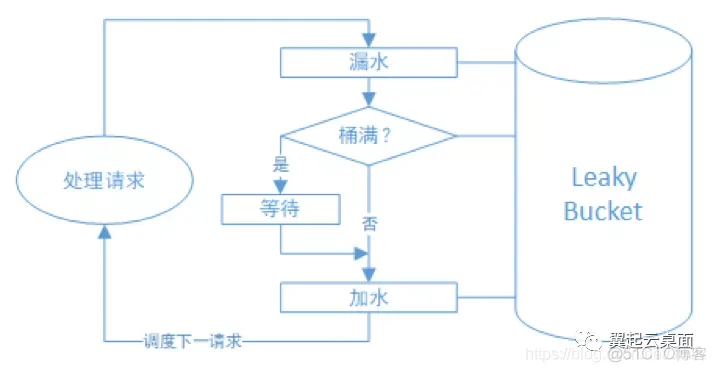 漏水
桶满？
是
处理请求
等待
否
Leaky
Bucket
加水
调度下一请求
翼起云桌面
https://blog.
@51CTO博客